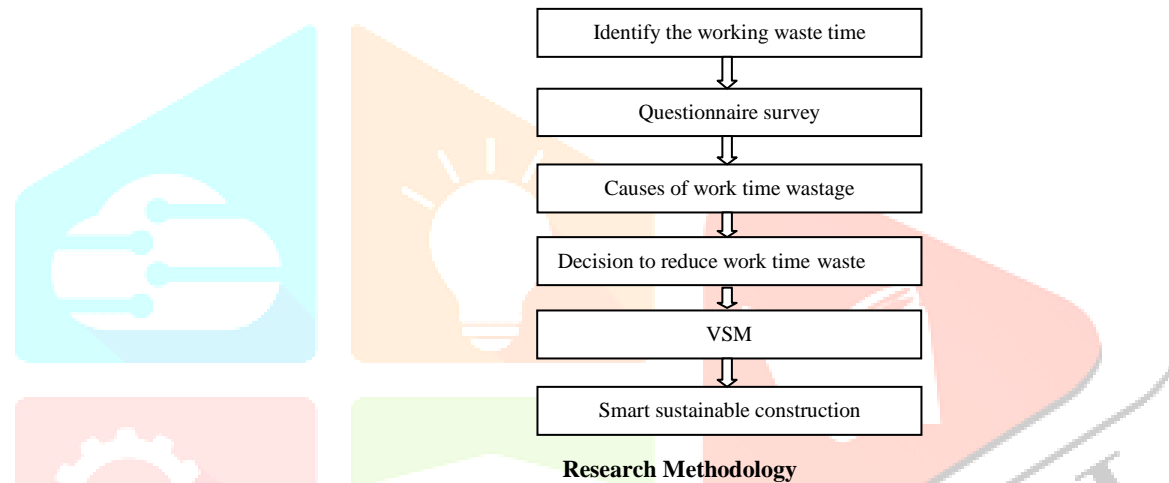 Identify the working waste time
Questionnaire survey
Causes of work time wastage
Decision to reduce work time waste
VSM
Smart sustainable construction
Research Methodology